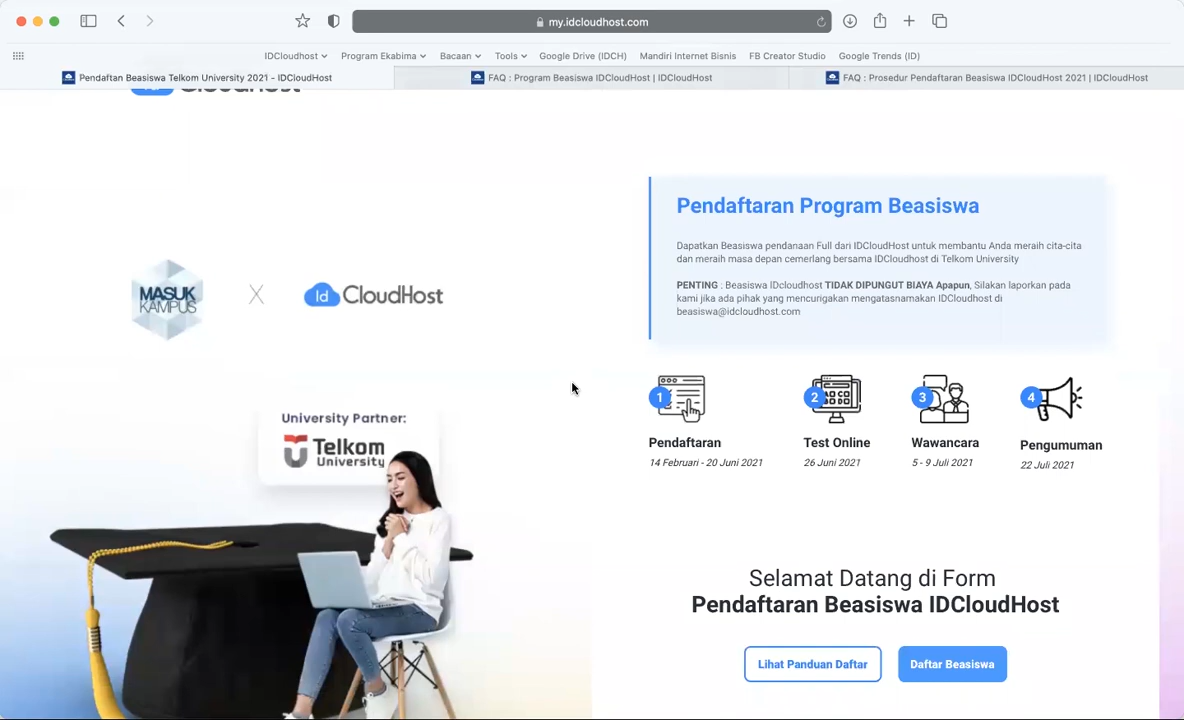 my.idcloudhost.com
IDCloudhost
Program Ekabima
Bacaan
Tools
Google Drive (IDCH)
Mandiri Internet Bisnis
FB Creator Studio
Google Trends (ID)
Pendaftan Beasiswa Telkom University 2021 - IDCloudHost
FAQ : Program Beasiswa IDCloudHost | IDCloudHost
FAQ : Prosedur Pendaftaran Beasiswa IDCloudHost 2021 | IDCloudHost
MASUK
KAMPUS
X
Id CloudHost
University Partner:
Telkom
University
Pendaftaran Program Beasiswa
Dapatkan Beasiswa pendanaan Full dari IDCloudHost untuk membantu Anda meraih cita-cita
dan meraih masa depan cemerlang bersama IDCloudhost di Telkom University
PENTING : Beasiswa IDcloudhost TIDAK DIPUNGUT BIAYA Apapun, Silakan laporkan pada
kami jika ada pihak yang mencurigakan mengatasnamakan IDCloudhost di
beasiswa@idcloudhost.com
1
Pendaftaran
14 Februari - 20 Juni 2021
2
Test Online
26 Juni 2021
3
Wawancara
5 - 9 Juli 2021
4
Pengumuman
22 Juli 2021
Selamat Datang di Form
Pendaftaran Beasiswa IDCloudHost
Lihat Panduan Daftar
Daftar Beasiswa